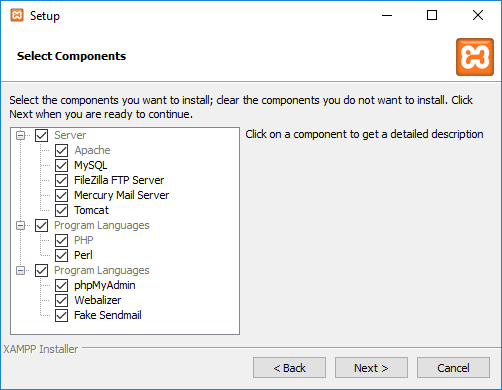 Setup
Select Components
Select the components you want to install; clear the components you do not want to install. Click
Next when you are ready to continue.
Server
Apache
MySQL
FileZilla FTP Server
Mercury Mail Server
Tomcat
Program Languages
PHP
Perl
Program Languages
phpMyAdmin
Webalizer
Fake Sendmail
Click on a component to get a detailed description
XAMPP Installer
< Back
Next >
Cancel